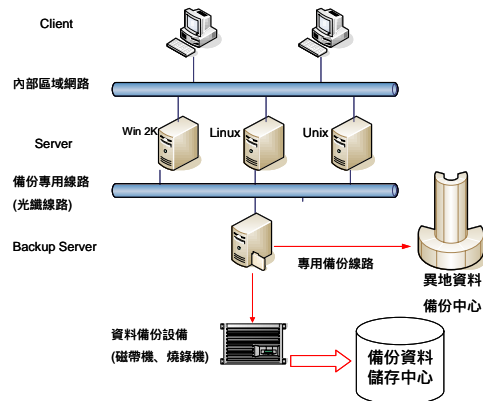 Client
內部區域網路
Win 2K
Linux
Unix
Server
備份專用線路
(光纖線路)
Backup Server
專用備份線路
異地資料
備份中心
資料備份設備
(磁帶機、燒錄機)
備份資料
儲存中心